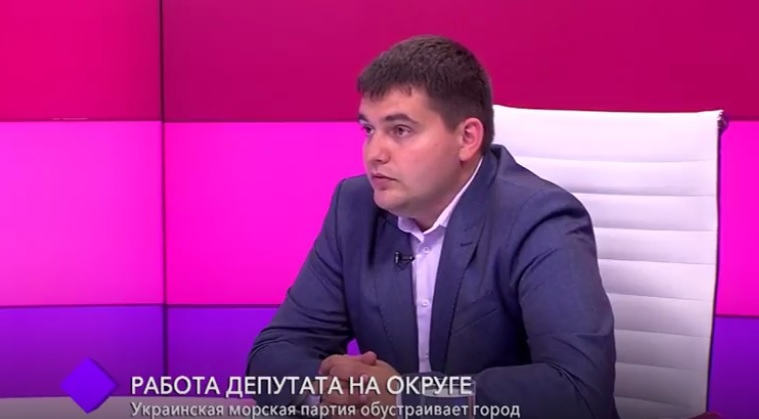 РАБОТА ДЕПУТАТА НА ОКРУГЕ
Украинская морская партия обустраивает город